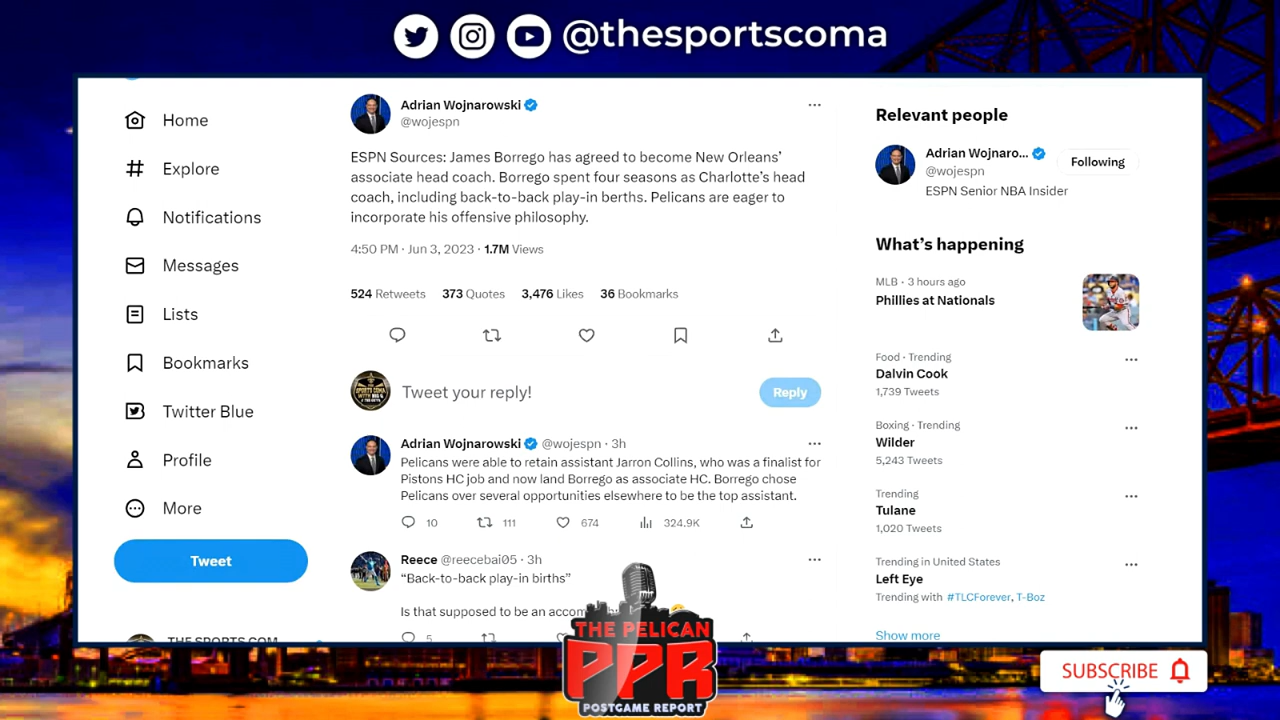 @thesportscoma
Home
Explore
Notifications
Messages
Lists
Bookmarks
Twitter Blue
Profile
More
Tweet
THE SPORTS COM
Adrian Wojnarowski
@wojespn
ESPN Sources: James Borrego has agreed to become New Orleans’
associate head coach. Borrego spent four seasons as Charlotte’s head
coach, including back-to-back play-in berths. Pelicans are eager to
incorporate his offensive philosophy.
4:50 PM · Jun 3, 2023 · 1.7M Views
524 Retweets 373 Quotes 3,476 Likes 36 Bookmarks
Tweet your reply!
Reply
Adrian Wojnarowski @wojespn · 3h
Pelicans were able to retain assistant Jarron Collins, who was a finalist for
Pistons HC job and now land Borrego as associate HC. Borrego chose
Pelicans over several opportunities elsewhere to be the top assistant.
10 111 674 324.9K
Reece @reecebai05 · 3h
“Back-to-back play-in births”
Is that supposed to be an accom
5
Relevant people
Adrian Wojnaro...
@wojespn
Following
ESPN Senior NBA Insider
What’s happening
MLB · 3 hours ago
Phillies at Nationals
Food · Trending
Dalvin Cook
1,739 Tweets
Boxing · Trending
Wilder
5,243 Tweets
Trending
Tulane
1,020 Tweets
Trending in United States
Left Eye
Trending with #TLCForever, T-Boz
Show more
THE PELICAN
PPR
POSTGAME REPORT
SUBSCRIBE